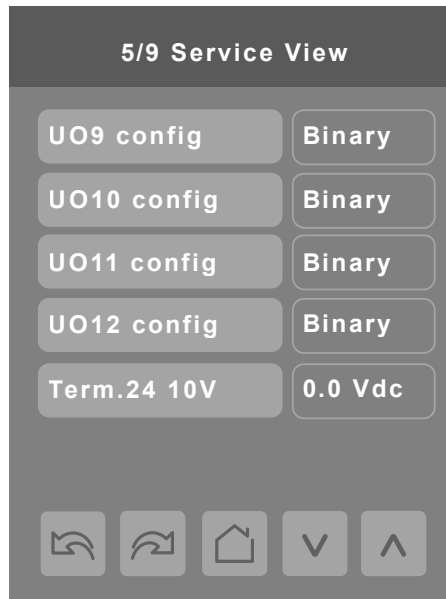 5/9 Service View
UO9 config Binary
UO10 config Binary
UO11 config Binary
UO12 config Binary
Term.24 10V 0.0 Vdc